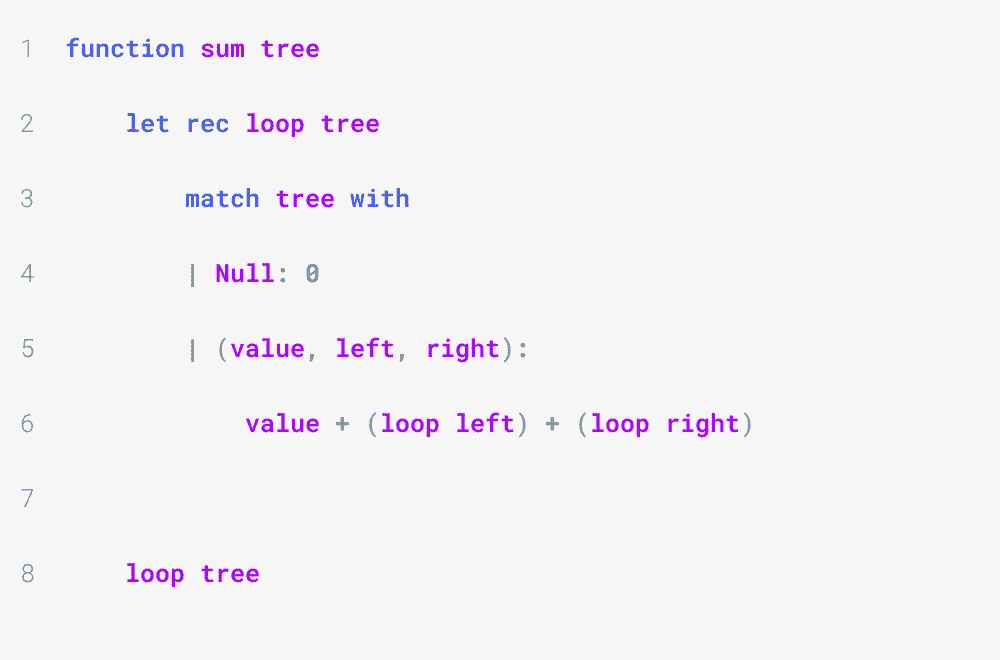 1 function sum tree
2 let rec loop tree
3 match tree with
4 | Null: 0
5 | (value, left, right):
6 value + (loop left) + (loop right)
7
8 loop tree